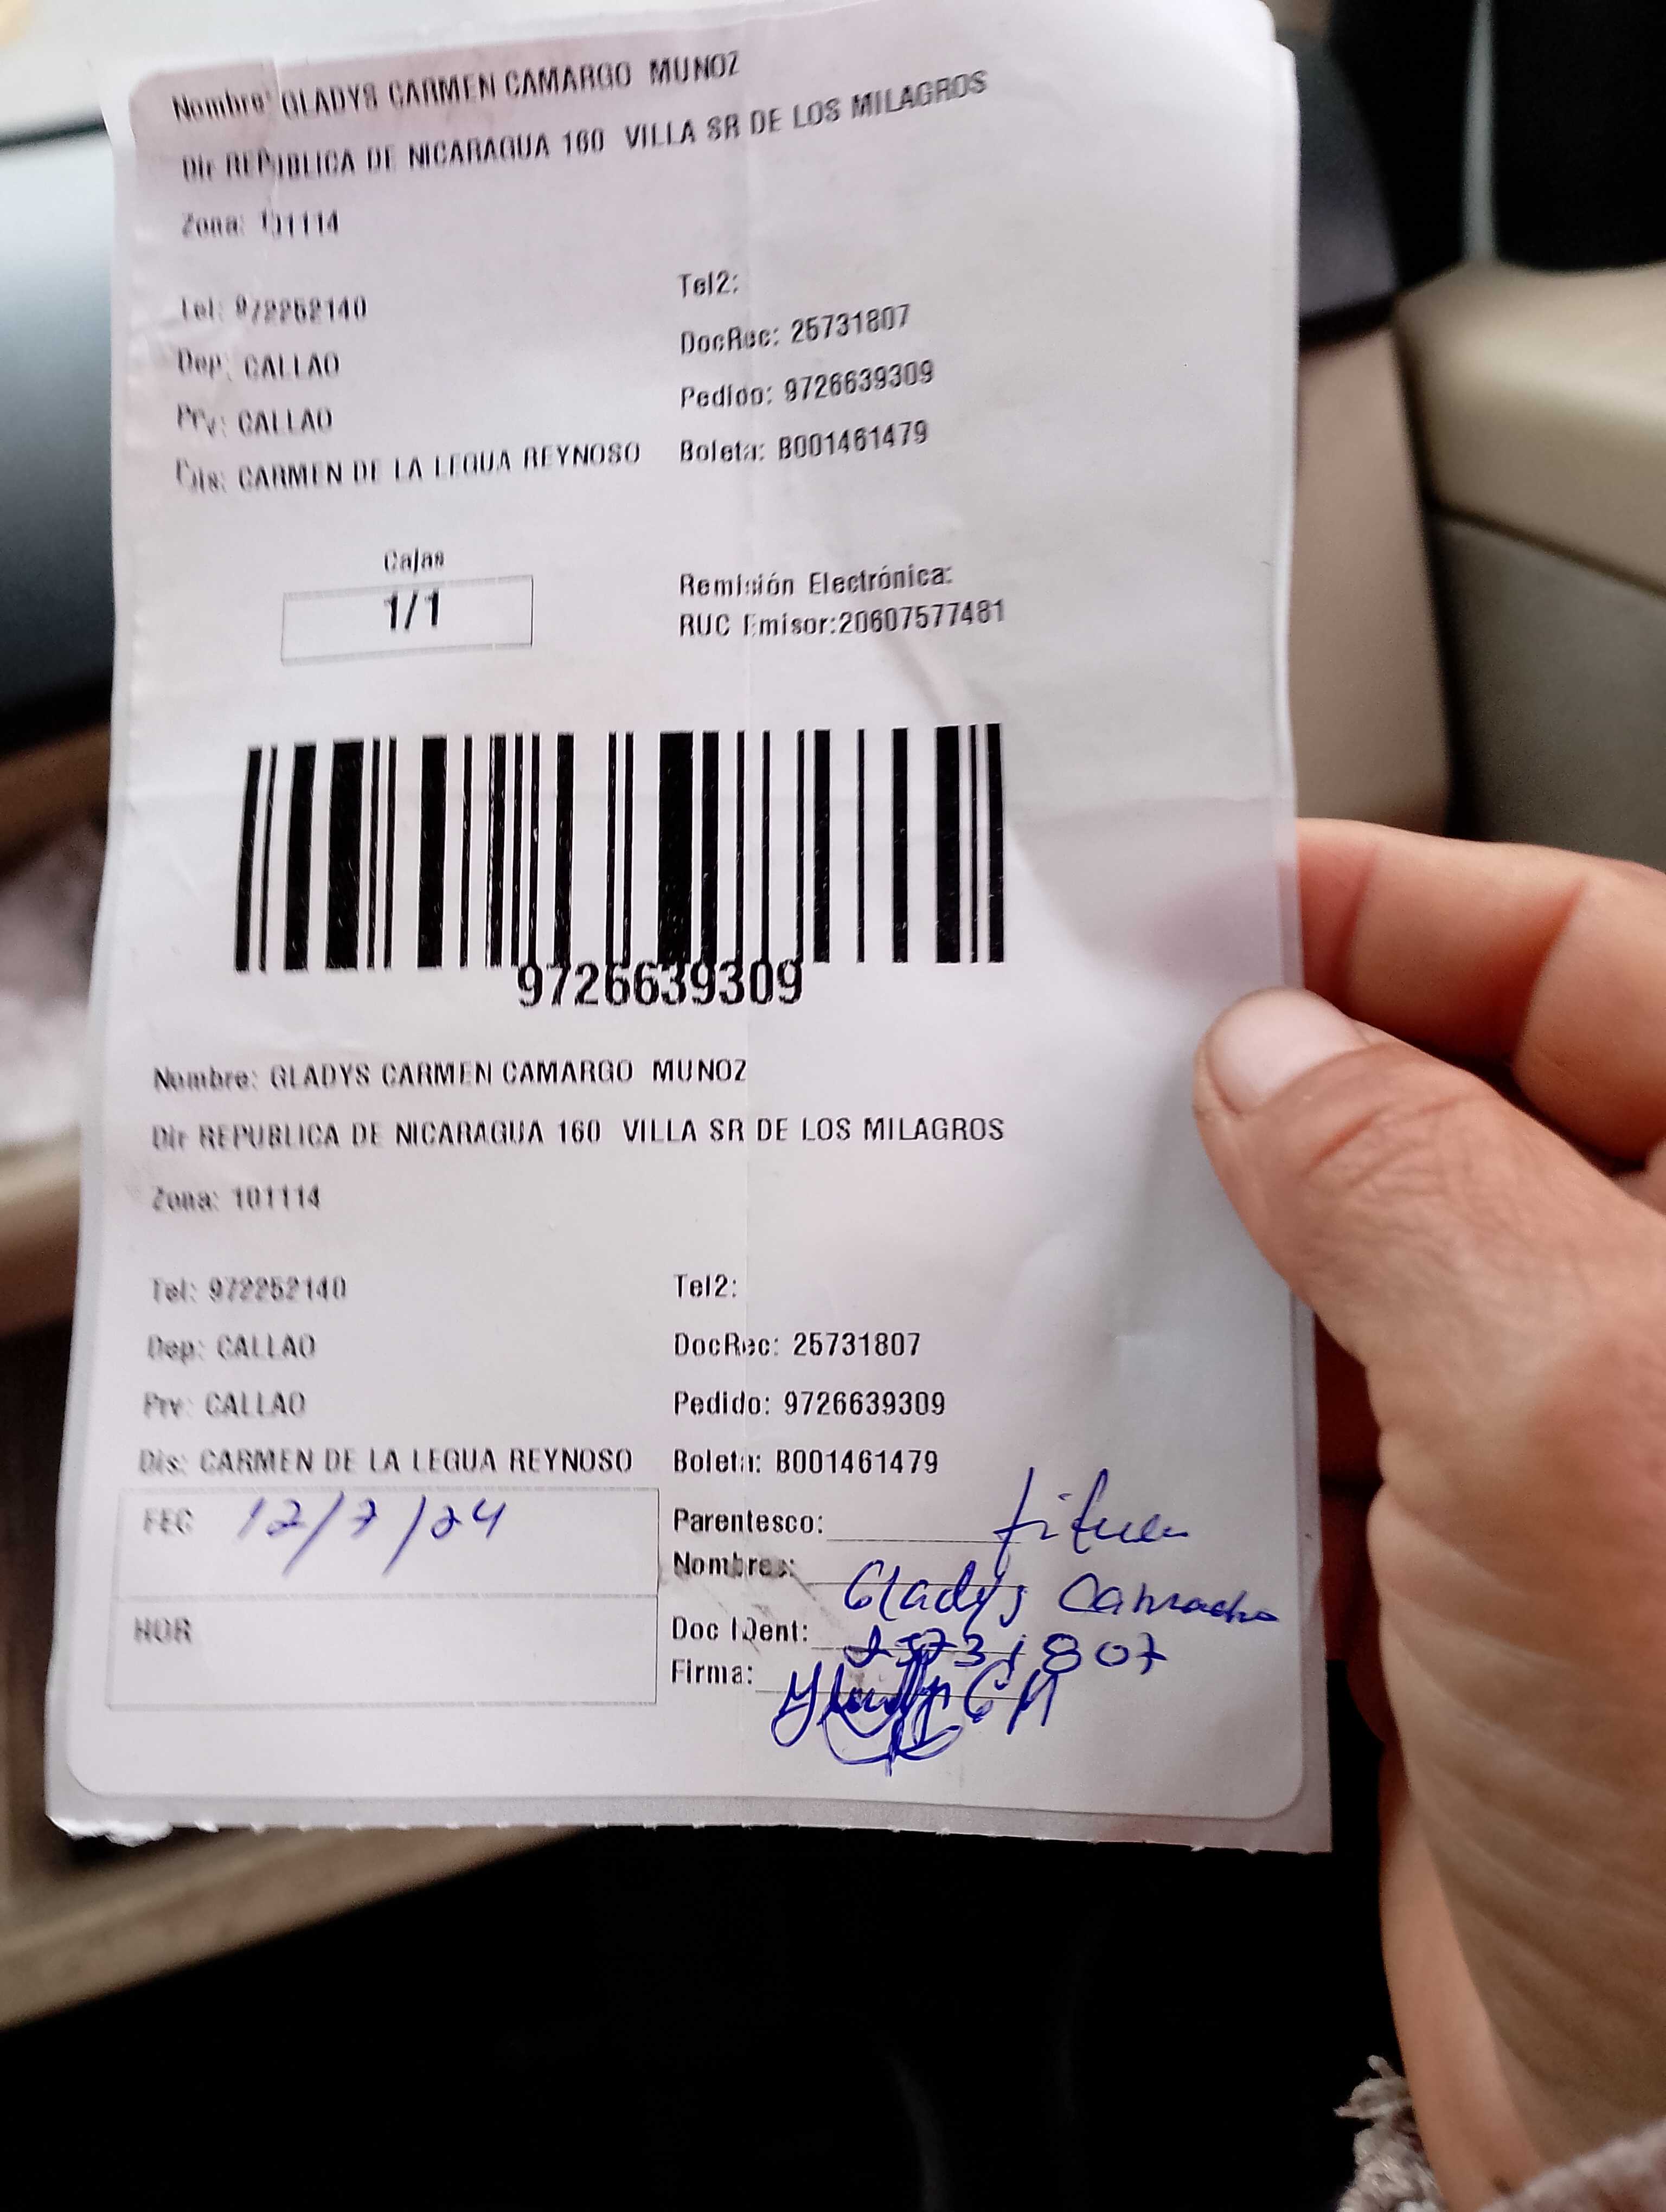 Nombre: GLADYS CARMEN CAMARGO MUNOZ
Dir REPUBLICA DE NICARAGUA 160 VILLA SR DE LOS MILAGROS
Zona: 101114
Tel: 972252140
Tel2:
Dep: CALLAO
DocRec: 25731807
Prv: CALLAO
Pedido: 9726639309
Dis: CARMEN DE LA LEGUA REYNOSO
Boleta: B001461479
Cajas
1/1
Remisión Electrónica:
RUC Emisor:20607577481
9726639309
Nombre: GLADYS CARMEN CAMARGO MUNOZ
Dir REPUBLICA DE NICARAGUA 160 VILLA SR DE LOS MILAGROS
Zona: 101114
Tel: 972252140
Tel2:
Dep: CALLAO
DocRec: 25731807
Prv: CALLAO
Pedido: 9726639309
Dis: CARMEN DE LA LEGUA REYNOSO
Boleta: B001461479
FEC 12/7/24
HOR
Parentesco: titular
Nombres: Gladys
Doc IDent: 25731807
Firma: